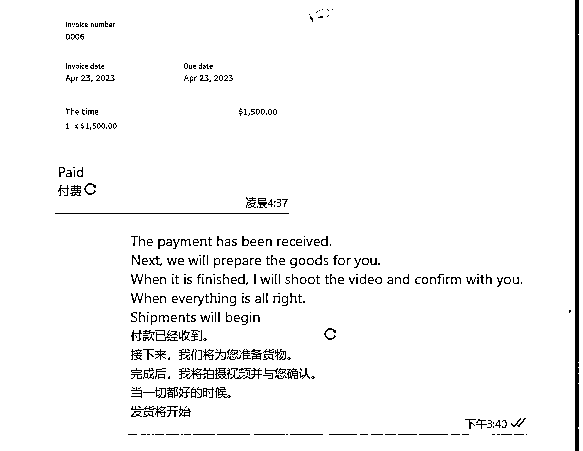 Invoice number
0006
Invoice date Due date
Apr 23, 2023 Apr 23, 2023
The time $1,500.00
1 x $1,500.00
Paid
付费
凌晨4:37
The payment has been received.
Next, we will prepare the goods for you.
When it is finished, I will shoot the video and confirm with you.
When everything is all right.
Shipments will begin
付款已经收到。
接下来，我们将为您准备货物。
完成后，我将拍摄视频并与您确认。
当一切都好的时候。
发货将开始
下午3:40